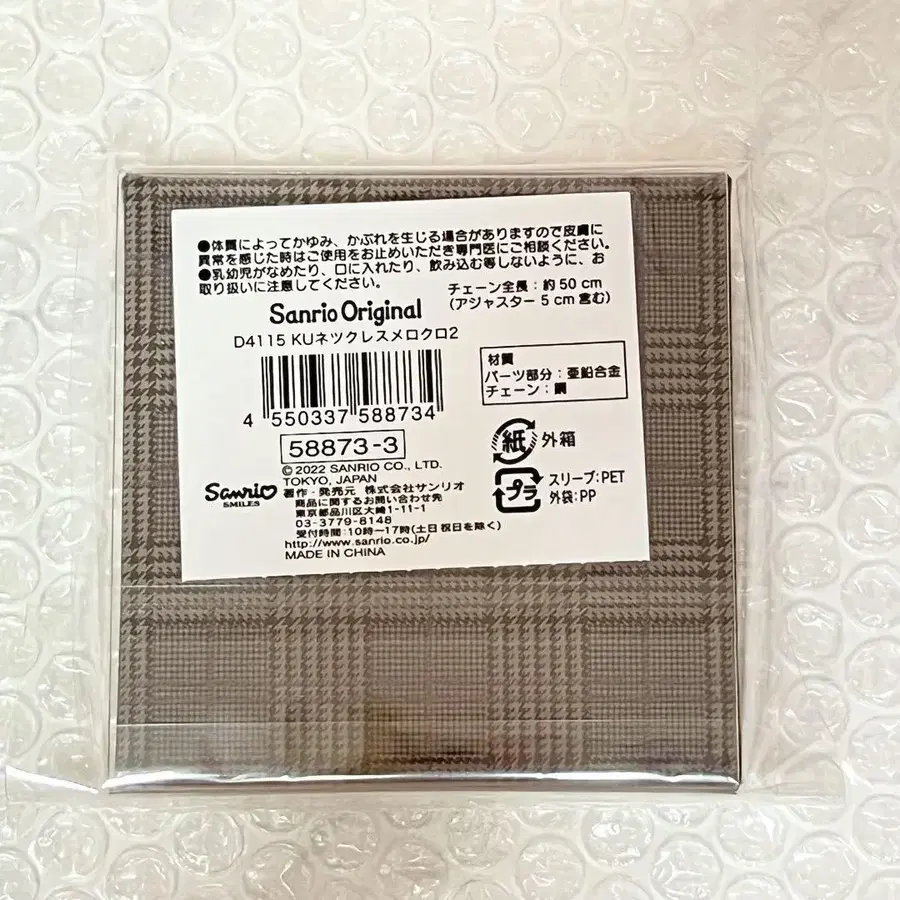 ●体質によってかゆみ、かぶれを生じる場合がありますので皮膚に
異常を感じた時はご使用をお止めいただき専門医にご相談ください。
●乳幼児がなめたり、口に入れたり、飲み込む等しないように、お
取り扱いに注意してください。
チェーン全長：約50cm
(アジャスター5cm含む)
Sanrio Original
D4115 KUネックレスメロクロ2
材質
パーツ部分：亜鉛合金
チェーン：銅
4 550337 588734
58873-3
紙 外箱
プラ スリーブ:PET
外袋:PP
© 2022 SANRIO CO., LTD.
TOKYO, JAPAN
Sanrio
SMILES
著作・発売元 株式会社サンリオ
商品に関するお問い合わせ先
東京都品川区大崎1-11-1
03-3779-8148
受付時間：10時～17時(土日祝日を除く)
http://www.sanrio.co.jp/
MADE IN CHINA